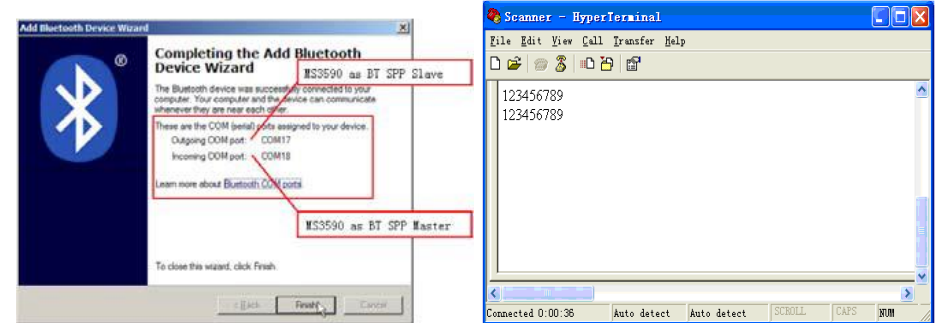 Add Bluetooth Device Wizard
®
Completing the Add Bluetooth
Device Wizard
MS3590 as BT SPP Slave
The Bluetooth device was successfully connected to your
computer. Your computer and the device can communicate
whenever they are near each other.
These are the COM (serial) ports assigned to your device.
Outgoing COM port: COM17
Incoming COM port: COM18
Learn more about Bluetooth COM ports
MS3590 as BT SPP Master
To close this wizard, click Finish.
< Back Finish Cancel
Scanner - HyperTerminal
File Edit View Call Transfer Help
123456789
123456789
Connected 0:00:36 Auto detect Auto detect SCROLL CAPS NUM